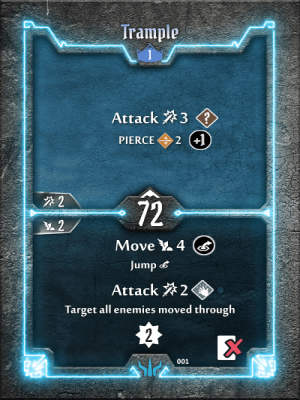 Trample
1
Attack 3 ?
PIERCE 2 +1
2
72
2
Move 4
Jump
Attack 2
Target all enemies moved through
2
001